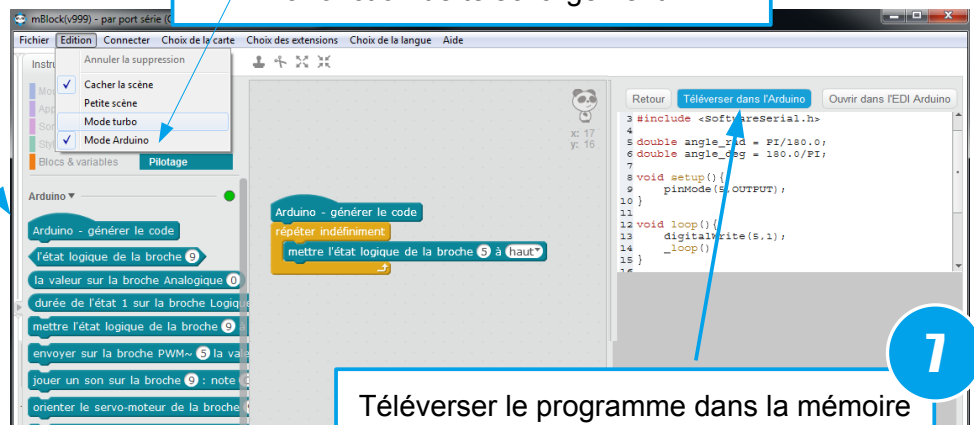 mBlock(v999) - par port série
Fichier Edition Connecter Choix de la carte Choix des extensions Choix de la langue Aide
Annuler la suppression
Cacher la scène
Petite scène
Mode turbo
Mode Arduino
Blocs & variables Pilotage
Arduino
Arduino - générer le code
l'état logique de la broche 9
la valeur sur la broche Analogique 0
durée de l'état 1 sur la broche
mettre l'état logique de la broche 9
envoyer sur la broche PWM~ 5 la
jouer un son sur la broche 9 : note
orienter le servo-moteur de la broche
x: 17
y: 16
Arduino - générer le code
répéter indéfiniment
mettre l'état logique de la broche 5 à haut
Retour Téléverser dans l'Arduino Ouvrir dans l'EDI Arduino
3 #include <SoftwareSerial.h>
4
5 double angle_rad = PI/180.0;
6 double angle_deg = 180.0/PI;
7
8 void setup(){
9 pinMode(5,OUTPUT);
10 }
11
12 void loop(){
13 digitalWrite(5,1);
14 _loop()
15 }
7
Téléverser le programme dans la mémoire